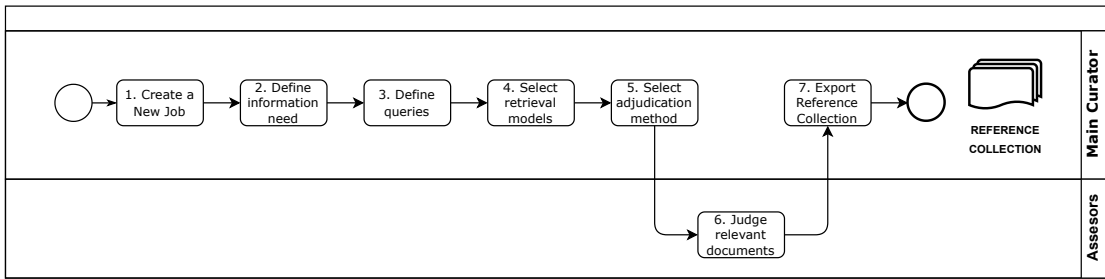 1. Create a
New Job
2. Define
information
need
3. Define
queries
4. Select
retrieval
models
5. Select
adjudication
method
7. Export
Reference
Collection
REFERENCE
COLLECTION
Main Curator
6. Judge
relevant
documents
Assesors